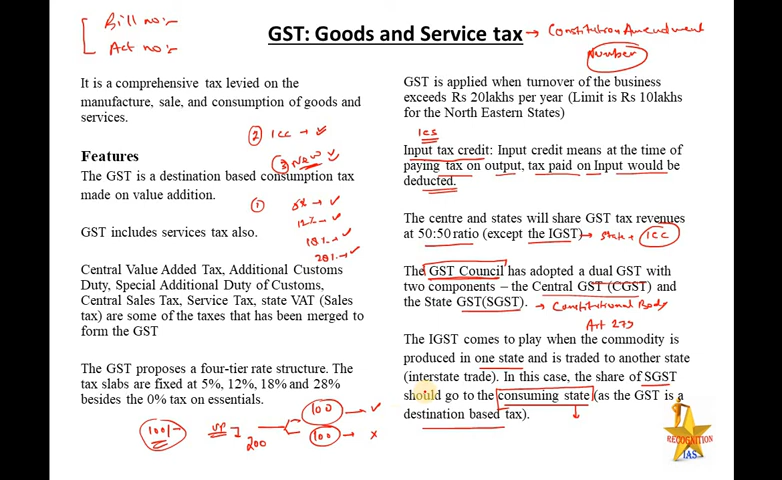 Bill no:-
Act no:-
GST: Goods and Service tax → Constitution Amendment
Number
It is a comprehensive tax levied on the
manufacture, sale, and consumption of goods and
services.
② ICC → ✓
Features
③ New ✓
The GST is a destination based consumption tax
made on value addition.
① 5% → ✓
12% → ✓
GST includes services tax also.
18% → ✓
28% → ✓
Central Value Added Tax, Additional Customs
Duty, Special Additional Duty of Customs,
Central Sales Tax, Service Tax, state VAT (Sales
tax) are some of the taxes that has been merged to
form the GST
The GST proposes a four-tier rate structure. The
tax slabs are fixed at 5%, 12%, 18% and 28%
besides the 0% tax on essentials.
100 → ✓
100/-
UP
200
100 → x
GST is applied when turnover of the business
exceeds Rs 20lakhs per year (Limit is Rs 10lakhs
for the North Eastern States)
Input tax credit: Input credit means at the time of
paying tax on output, tax paid on Input would be
deducted.
The centre and states will share GST tax revenues
at 50:50 ratio (except the IGST) → State + ICC
The GST Council has adopted a dual GST with
two components – the Central GST (CGST) and
the State GST(SGST). → Constitutional Body
Art 279
The IGST comes to play when the commodity is
produced in one state and is traded to another state
(interstate trade). In this case, the share of SGST
should go to the consuming state (as the GST is a
destination based tax).
RECOGNITION
IAS